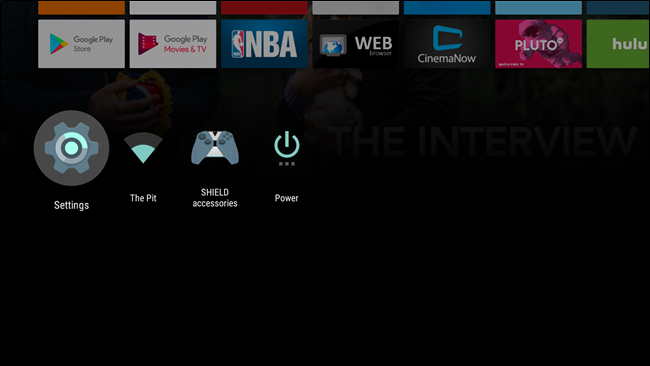 Google Play
Store
Google Play
Movies & TV
NBA
WEB
browser
CinemaNow
PLUTO
WATCH FREE TV
hulu
THE INTERVIEW
Settings
The Pit
SHIELD
accessories
Power